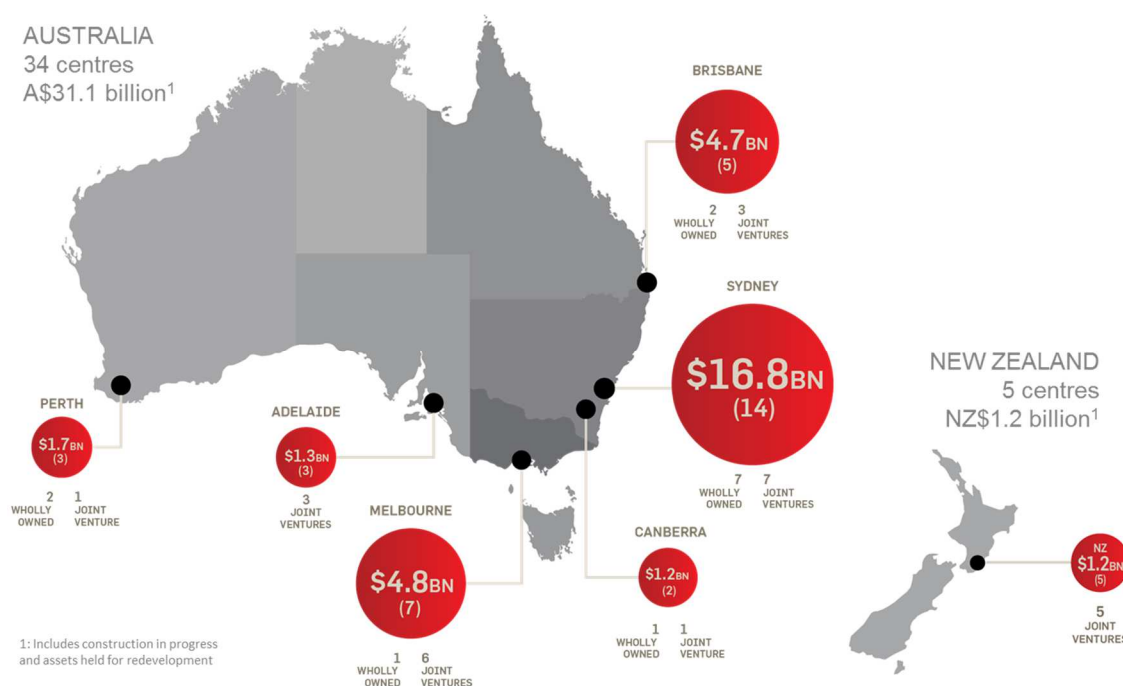 AUSTRALIA
34 centres
A$31.1 billion¹
BRISBANE
$4.7BN
(5)
2 3
WHOLLY JOINT
OWNED VENTURES
SYDNEY
$16.8BN
(14)
7 7
WHOLLY JOINT
OWNED VENTURES
NEW ZEALAND
5 centres
NZ$1.2 billion¹
PERTH
$1.7BN
(3)
2 1
WHOLLY JOINT
OWNED VENTURE
ADELAIDE
$1.3BN
(3)
3
JOINT
VENTURES
MELBOURNE
$4.8BN
(7)
1 6
WHOLLY JOINT
OWNED VENTURES
CANBERRA
$1.2BN
(2)
1 1
WHOLLY JOINT
OWNED VENTURE
NZ
$1.2BN
(5)
5
JOINT
VENTURES
1: Includes construction in progress
and assets held for redevelopment